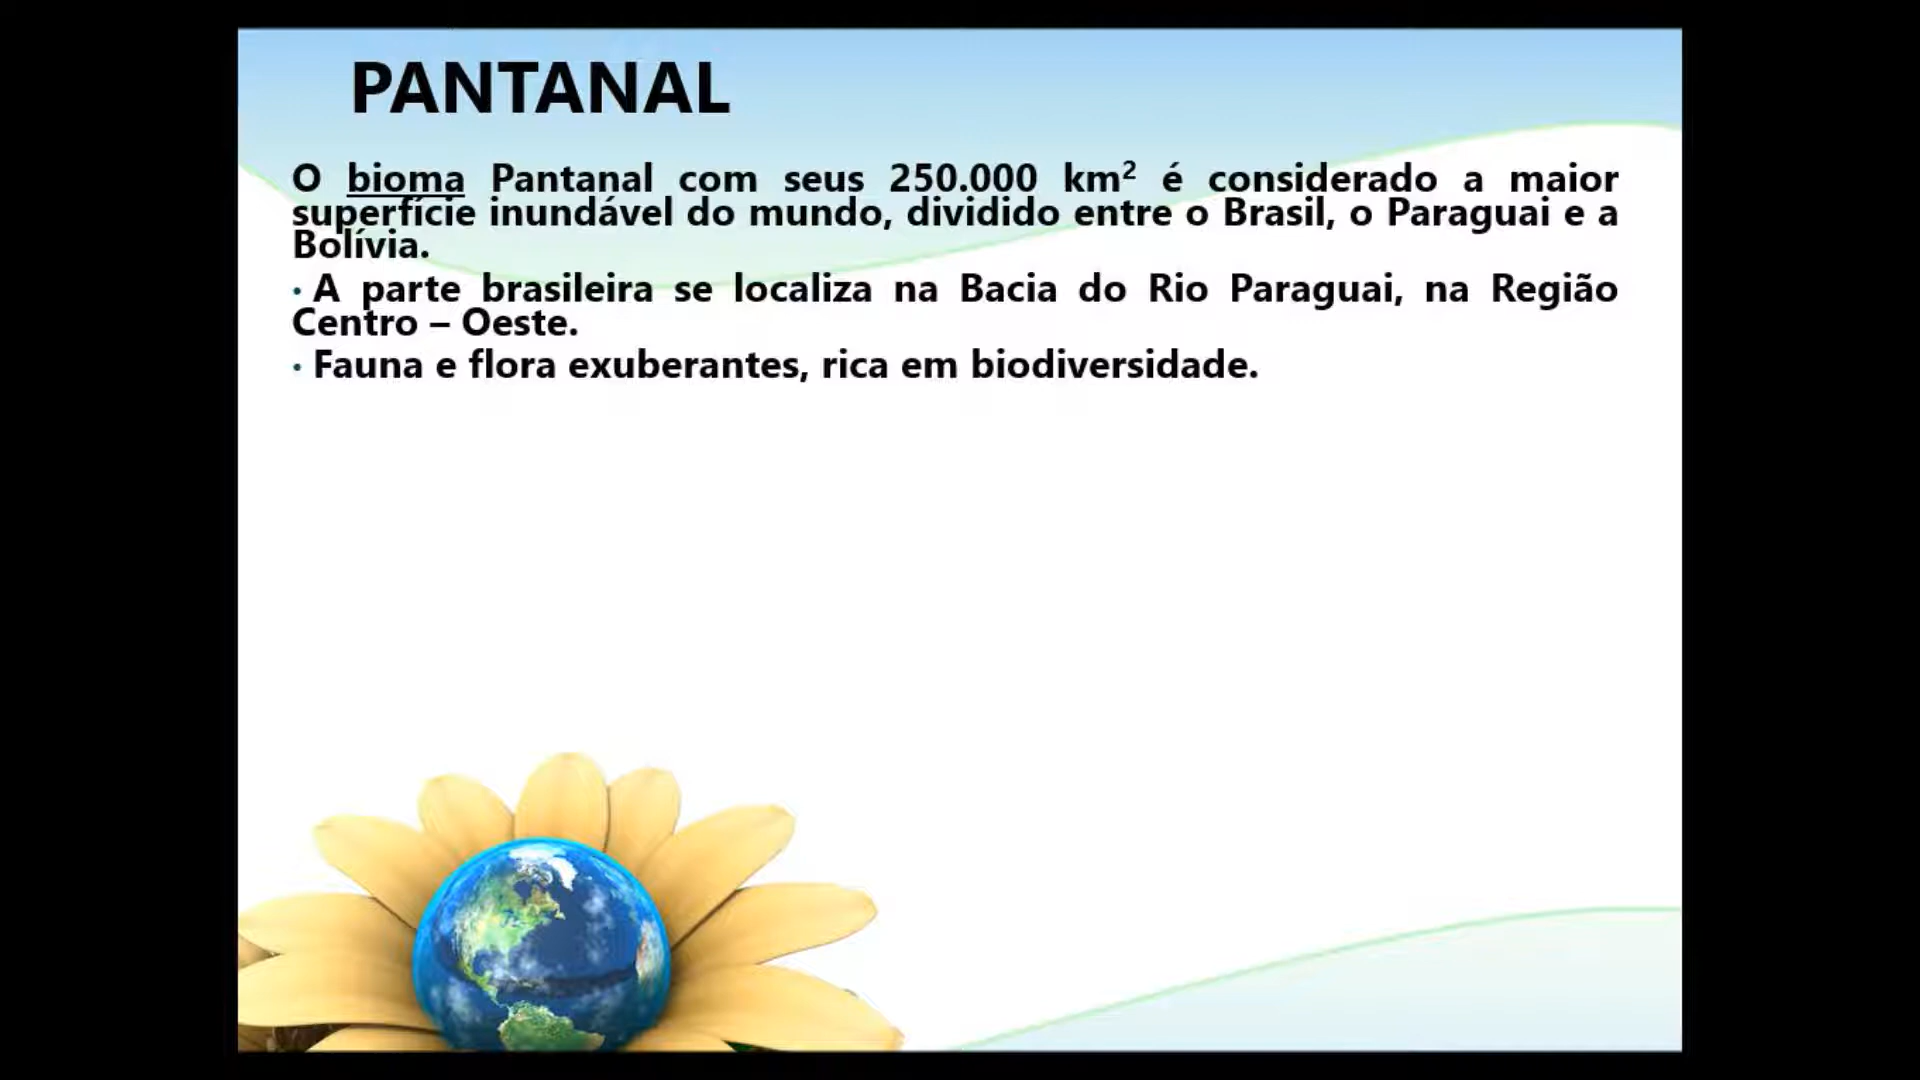 PANTANAL
O bioma Pantanal com seus 250.000 km² é considerado a maior
superfície inundável do mundo, dividido entre o Brasil, o Paraguai e a
Bolívia.
• A parte brasileira se localiza na Bacia do Rio Paraguai, na Região
Centro – Oeste.
• Fauna e flora exuberantes, rica em biodiversidade.